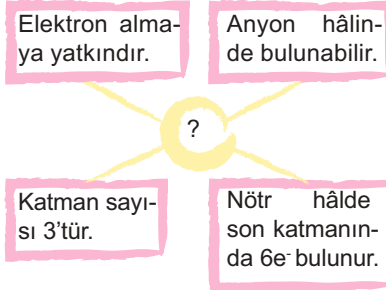 Elektron alma-
ya yatkındır.
Anyon hâlin-
de bulunabilir.
?
Katman sayı-
sı 3’tür.
Nötr hâlde
son katmanın-
da 6e⁻ bulunur.